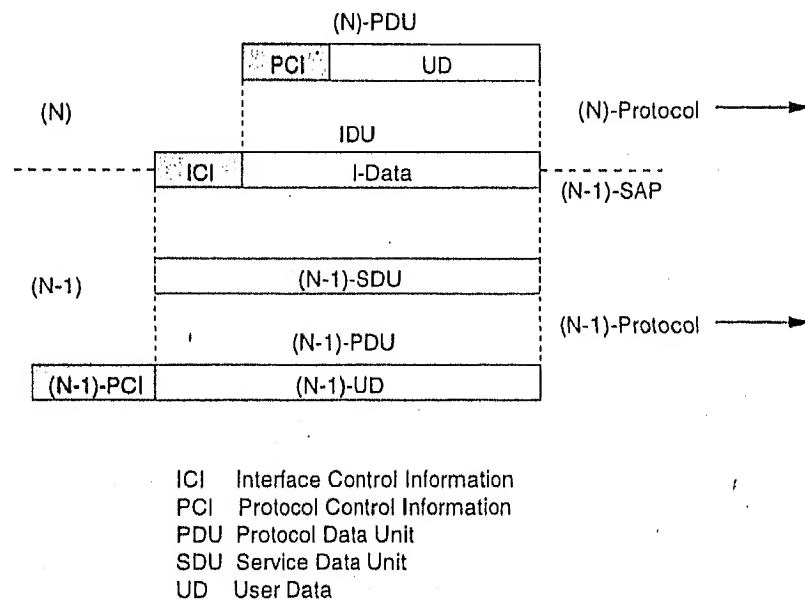 (N)-PDU
PCI UD
(N) (N)-Protocol
IDU
ICI I-Data
(N-1)-SAP
(N-1)-SDU
(N-1)
(N-1)-Protocol
(N-1)-PDU
(N-1)-PCI (N-1)-UD
ICI Interface Control Information
PCI Protocol Control Information
PDU Protocol Data Unit
SDU Service Data Unit
UD User Data